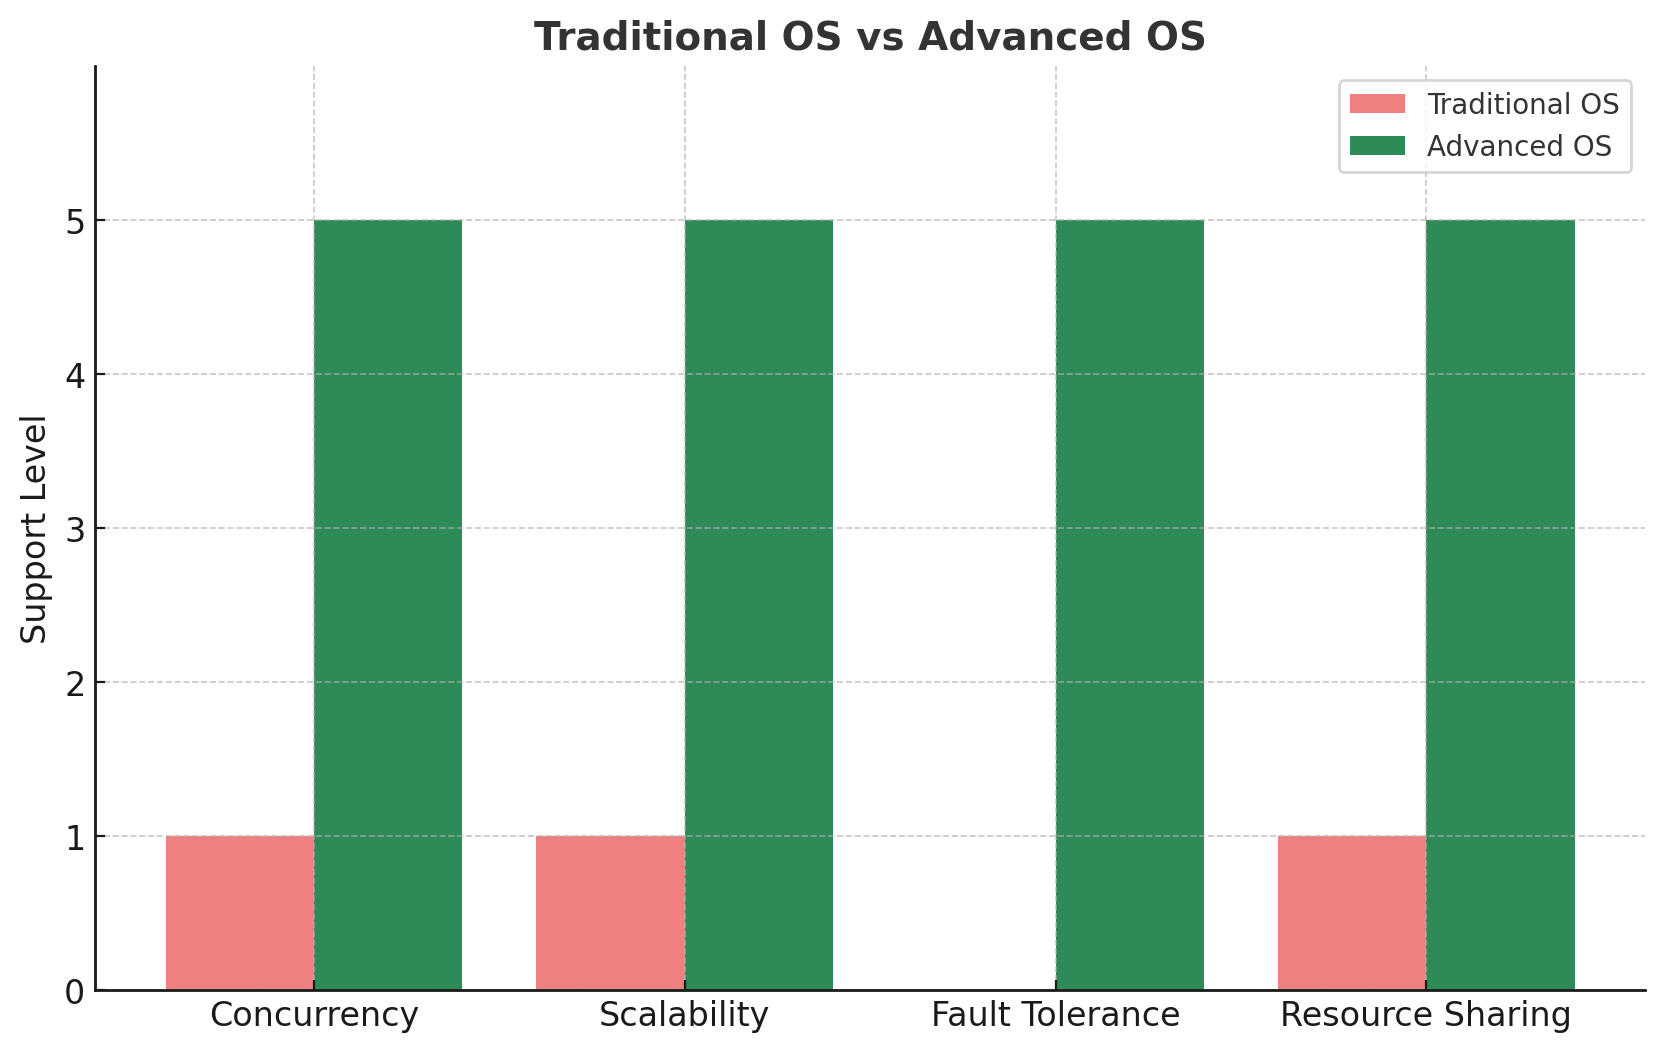 Traditional OS vs Advanced OS
Traditional OS
Advanced OS
Support Level
5
4
3
2
1
0
Concurrency
Scalability
Fault Tolerance
Resource Sharing